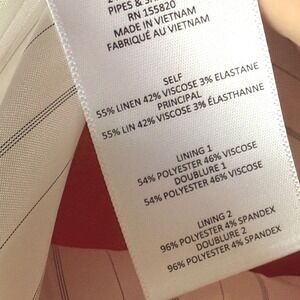 PIPES &
RN 155820
MADE IN VIETNAM
FABRIQUÉ AU VIETNAM
SELF
55% LINEN 42% VISCOSE 3% ELASTANE
PRINCIPAL
55% LIN 42% VISCOSE 3% ÉLASTHANNE
LINING 1
54% POLYESTER 46% VISCOSE
DOUBLURE 1
54% POLYESTER 46% VISCOSE
LINING 2
96% POLYESTER 4% SPANDEX
DOUBLURE 2
96% POLYESTER 4% SPANDEX